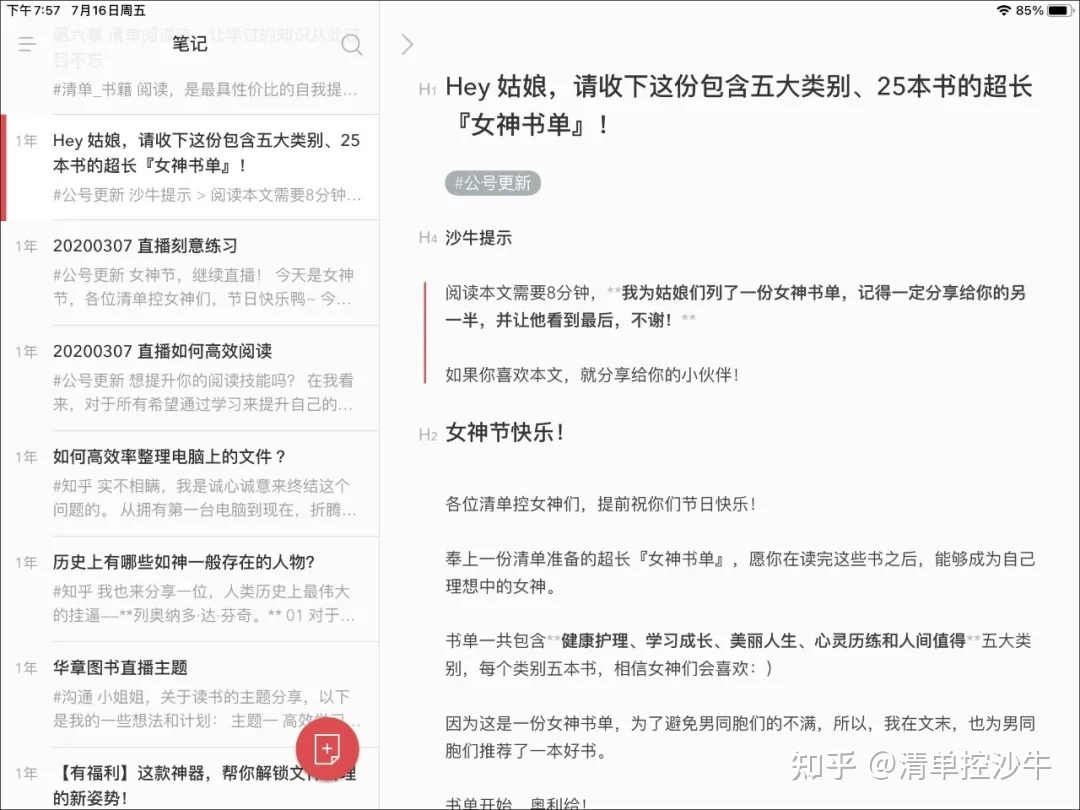 下午7:57 7月16日周五
85%
第六章 清单阅读
让学过的知识从此过
目不忘
笔记
#清单_书籍 阅读，是最具性价比的自我提…
1年
Hey 姑娘，请收下这份包含五大类别、25
本书的超长『女神书单』！
#公号更新 沙牛提示 > 阅读本文需要8分钟…
1年
20200307 直播刻意练习
#公号更新 女神节，继续直播！ 今天是女神
节，各位清单控女神们，节日快乐鸭~ 今…
1年
20200307 直播如何高效阅读
#公号更新 想提升你的阅读技能吗？ 在我看
来，对于所有希望通过学习来提升自己的…
1年
如何高效率整理电脑上的文件？
#知乎 实不相瞒，我是诚心诚意来终结这个
问题的。 从拥有第一台电脑到现在，折腾…
1年
历史上有哪些如神一般存在的人物?
#知乎 我也来分享一位，人类历史上最伟大
的挂逼——**列奥纳多·达·芬奇。** 01 对于…
1年
华章图书直播主题
#沟通 小姐姐，关于读书的主题分享，以下
是我的一些想法和计划： 主题一 高效学习…
1年
【有福利】这款神器，帮你解锁文件管理
的新姿势！
H1 Hey 姑娘，请收下这份包含五大类别、25本书的超长
『女神书单』！
#公号更新
H4 沙牛提示
阅读本文需要8分钟，**我为姑娘们列了一份女神书单，记得一定分享给你的另
一半，并让他看到最后，不谢！**
如果你喜欢本文，就分享给你的小伙伴！
H2 女神节快乐！
各位清单控女神们，提前祝你们节日快乐！
奉上一份清单准备的超长『女神书单』，愿你在读完这些书之后，能够成为自己
理想中的女神。
书单一共包含**健康护理、学习成长、美丽人生、心灵历练和人间值得**五大类
别，每个类别五本书，相信女神们会喜欢：)
因为这是一份女神书单，为了避免男同胞们的不满，所以，我在文末，也为男同
胞们推荐了一本好书。
书单开始，奥利给！
知乎 @清单控沙牛